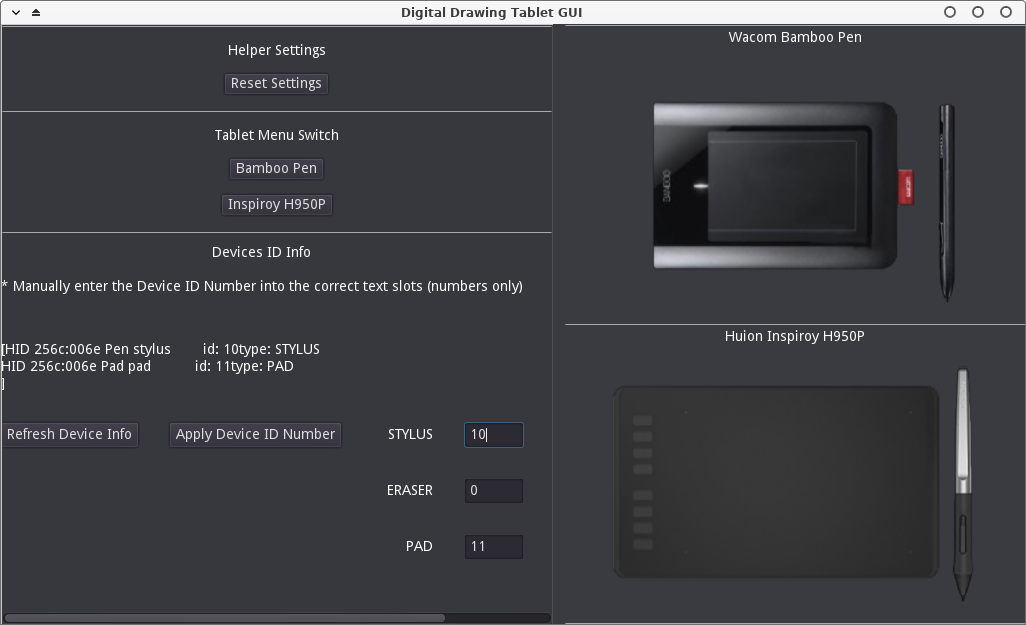 Digital Drawing Tablet GUI
Helper Settings
Reset Settings
Tablet Menu Switch
Bamboo Pen
Inspiroy H950P
Devices ID Info
* Manually enter the Device ID Number into the correct text slots (numbers only)
[HID 256c:006e Pen stylus id: 10type: STYLUS
HID 256c:006e Pad pad id: 11type: PAD
]
Refresh Device Info
Apply Device ID Number
STYLUS 10
ERASER 0
PAD 11
Wacom Bamboo Pen
BAMBOO
Huion Inspiroy H950P